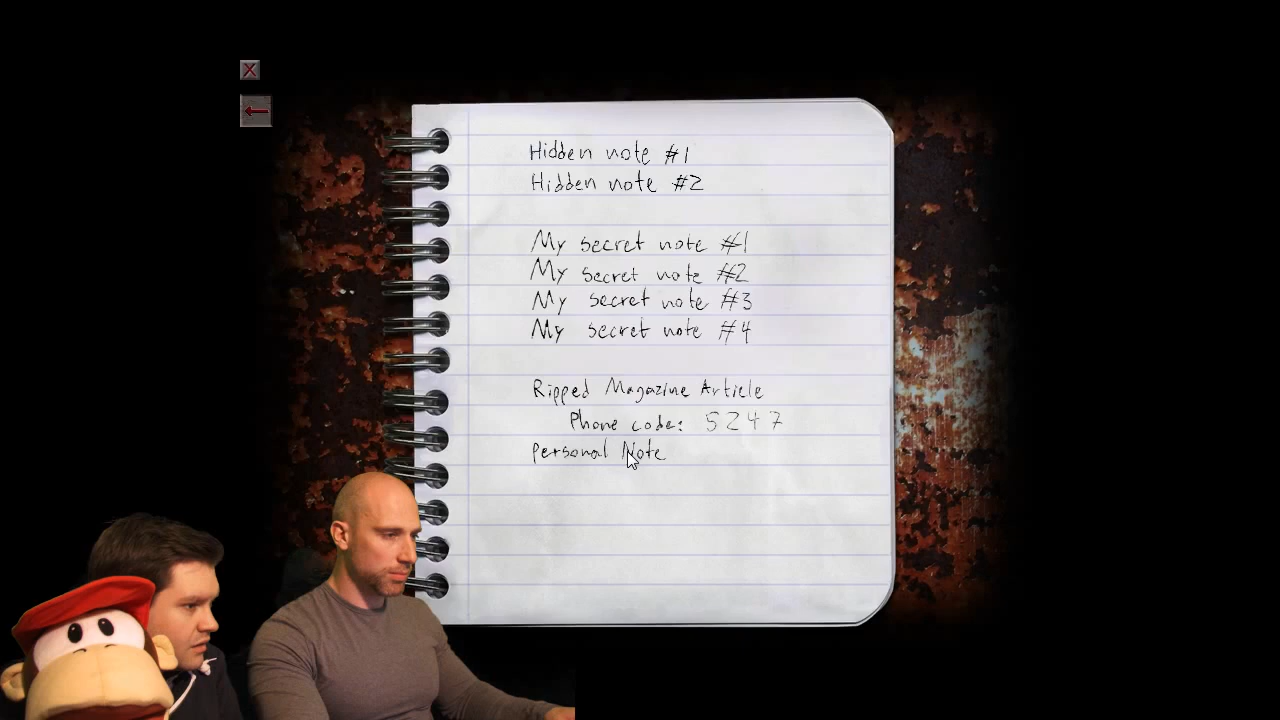 Hidden note #1
Hidden note #2
My secret note #1
My secret note #2
My secret note #3
My secret note #4
Ripped Magazine Article
Phone code: 5247
Personal Note